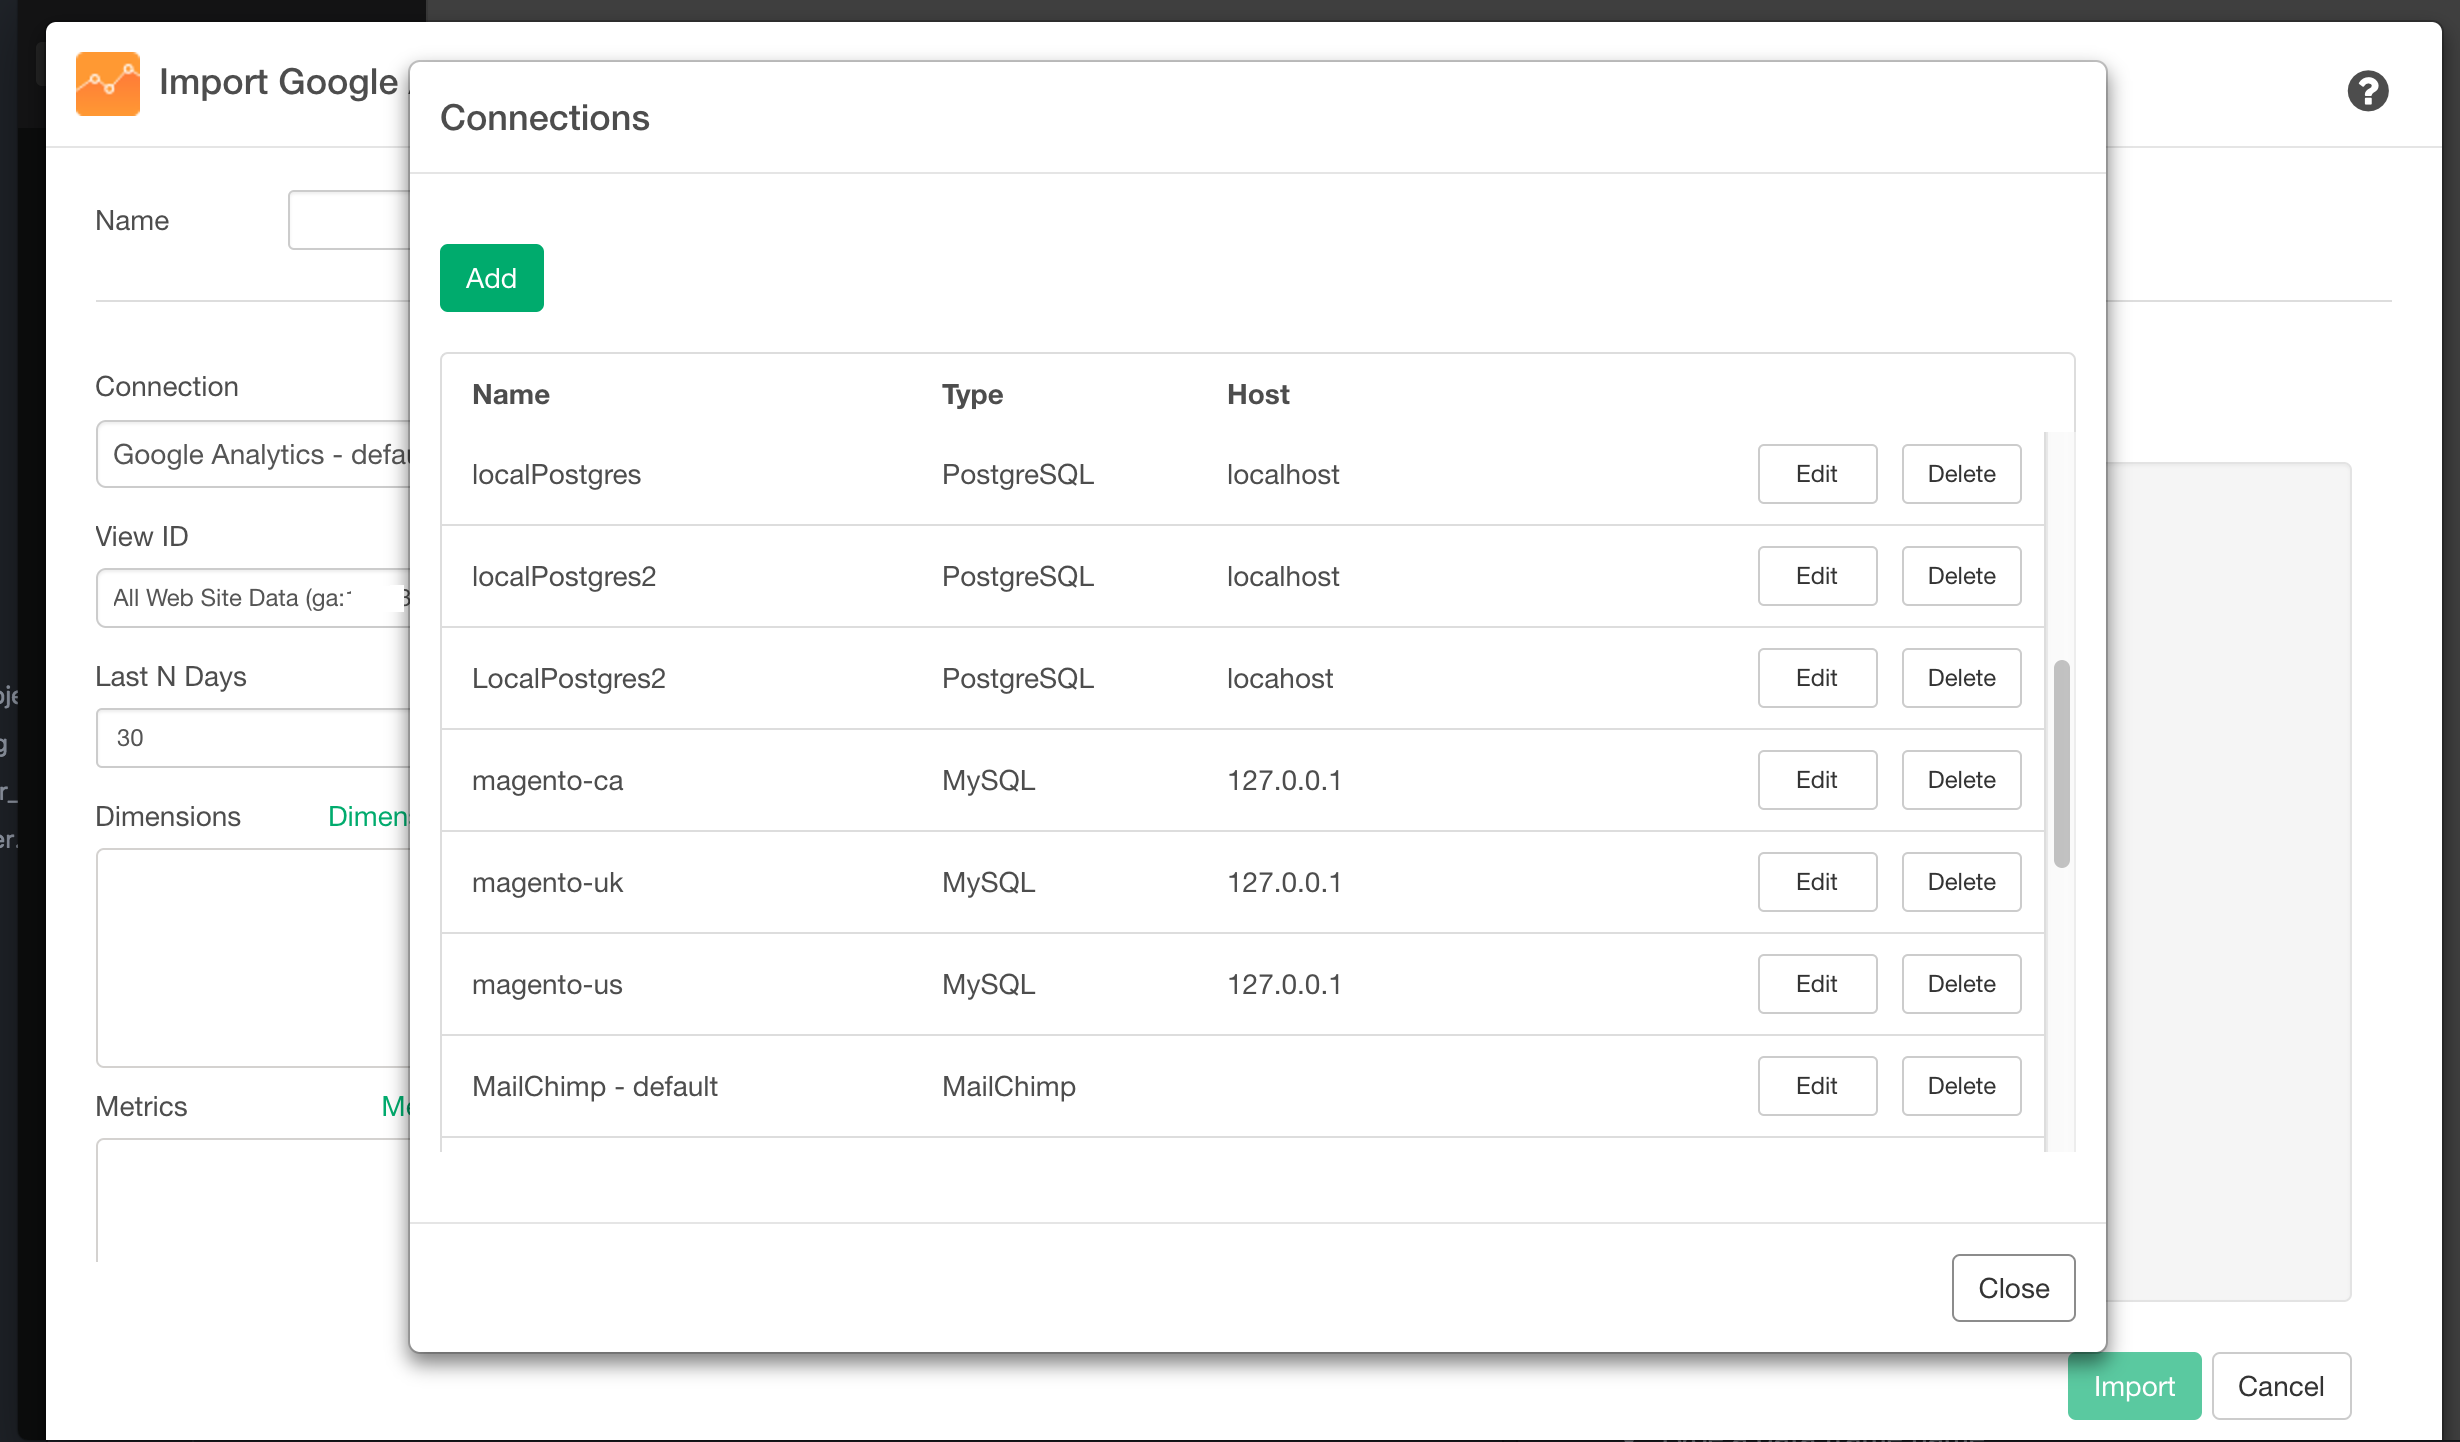 Import Google
Connections
Name
Add
Name Type Host
Connection
localPostgres PostgreSQL localhost Edit Delete
Google Analytics - defau
View ID
localPostgres2 PostgreSQL localhost Edit Delete
All Web Site Data (ga:
Last N Days
LocalPostgres2 PostgreSQL locahost Edit Delete
30
magento-ca MySQL 127.0.0.1 Edit Delete
Dimensions Dimens
magento-uk MySQL 127.0.0.1 Edit Delete
magento-us MySQL 127.0.0.1 Edit Delete
MailChimp - default MailChimp Edit Delete
Metrics Me
Close
Import Cancel